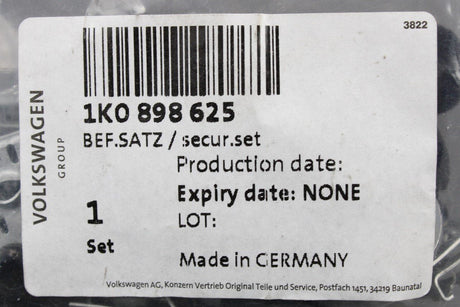 3822
VOLKSWAGEN
GROUP
1K0 898 625
BEF.SATZ / secur.set
Production date:
Expiry date: NONE
1
LOT:
Set
Made in GERMANY
Volkswagen AG, Konzern Vertrieb Original Teile und Service, Postfach 1451, 34219 Baunatal